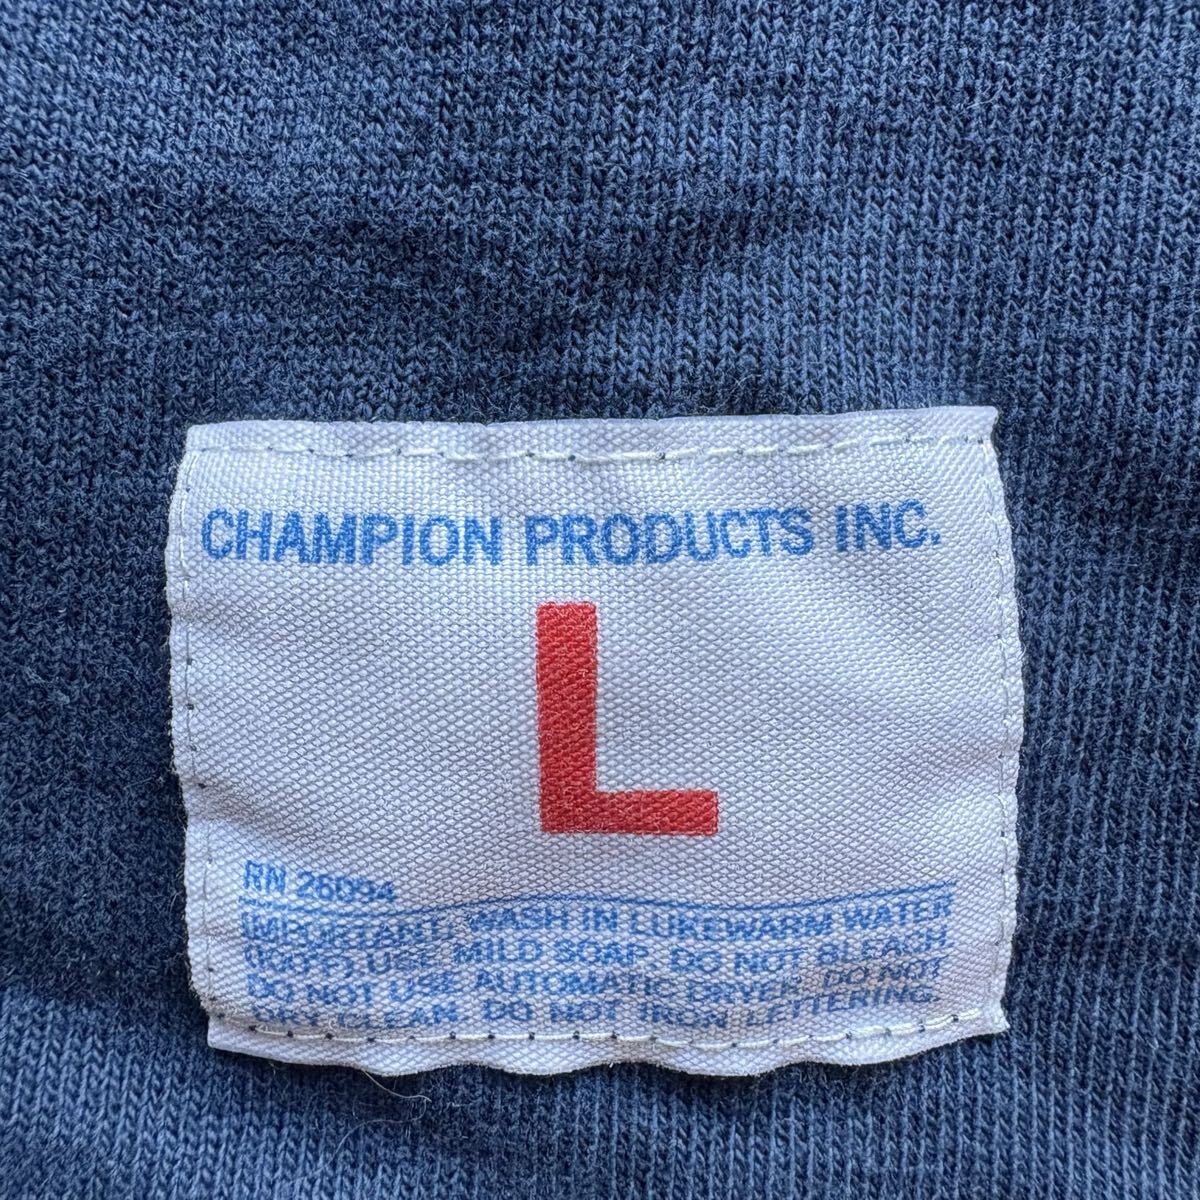 CHAMPION PRODUCTS INC.
L
RN 26094
IMPORTANT: WASH IN LUKEWARM WATER
(100°F). USE MILD SOAP. DO NOT BLEACH
DO NOT USE AUTOMATIC DRYER. DO NOT
DRY CLEAN. DO NOT IRON LETTERING.